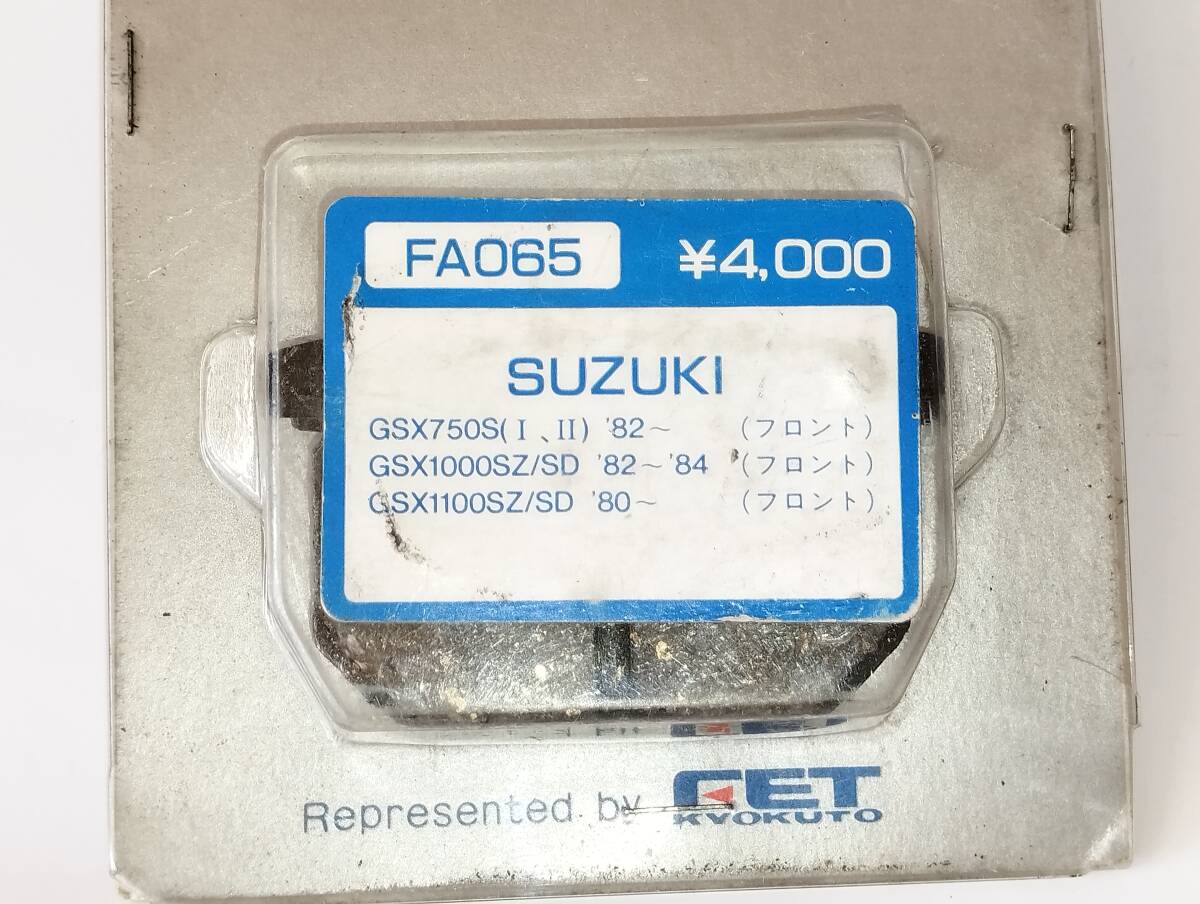 FA065 ¥4,000
SUZUKI
GSX750S(Ⅰ、Ⅱ) '82～ (フロント)
GSX1000SZ/SD '82～'84 (フロント)
GSX1100SZ/SD '80～ (フロント)
Represented by FET
KYOKUTO